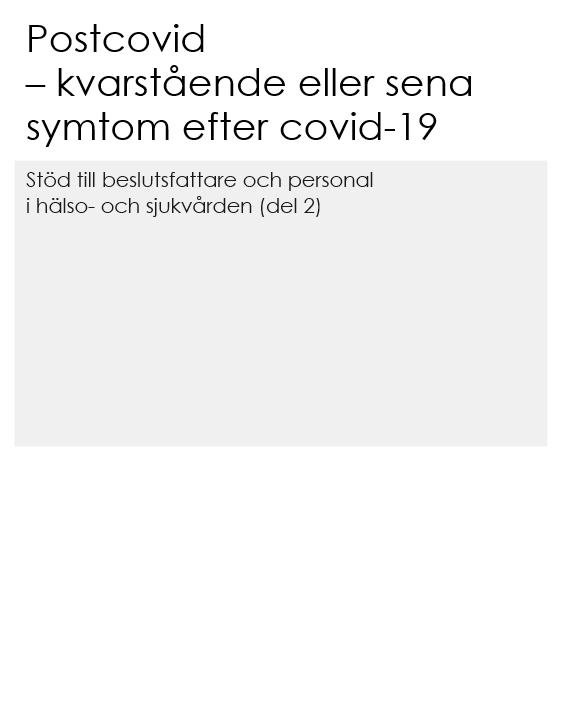 Postcovid
– kvarstående eller sena
symtom efter covid-19
Stöd till beslutsfattare och personal
i hälso- och sjukvården (del 2)